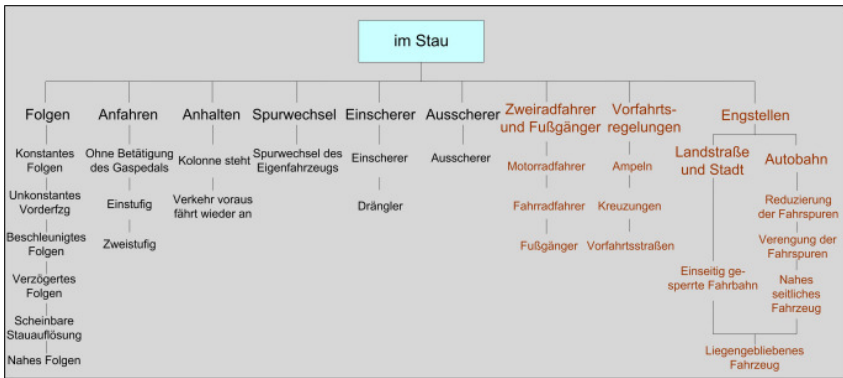 im Stau
Folgen
Konstantes
Folgen
Unkonstantes
Vorderfzg
Beschleunigtes
Folgen
Verzögertes
Folgen
Scheinbare
Stauauflösung
Nahes Folgen
Anfahren
Ohne Betätigung
des Gaspedals
Einstufig
Zweistufig
Anhalten
Kolonne steht
Verkehr voraus
fährt wieder an
Spurwechsel
Spurwechsel des
Eigenfahrzeugs
Einscherer
Einscherer
Drängler
Ausscherer
Ausscherer
Zweiradfahrer
und Fußgänger
Motorradfahrer
Fahrradfahrer
Fußgänger
Vorfahrts-
regelungen
Ampeln
Kreuzungen
Vorfahrtsstraßen
Engstellen
Landstraße
und Stadt
Einseitig ge-
sperrte Fahrbahn
Autobahn
Reduzierung
der Fahrspuren
Verengung der
Fahrspuren
Nahes
seitliches
Fahrzeug
Liegengebliebenes
Fahrzeug